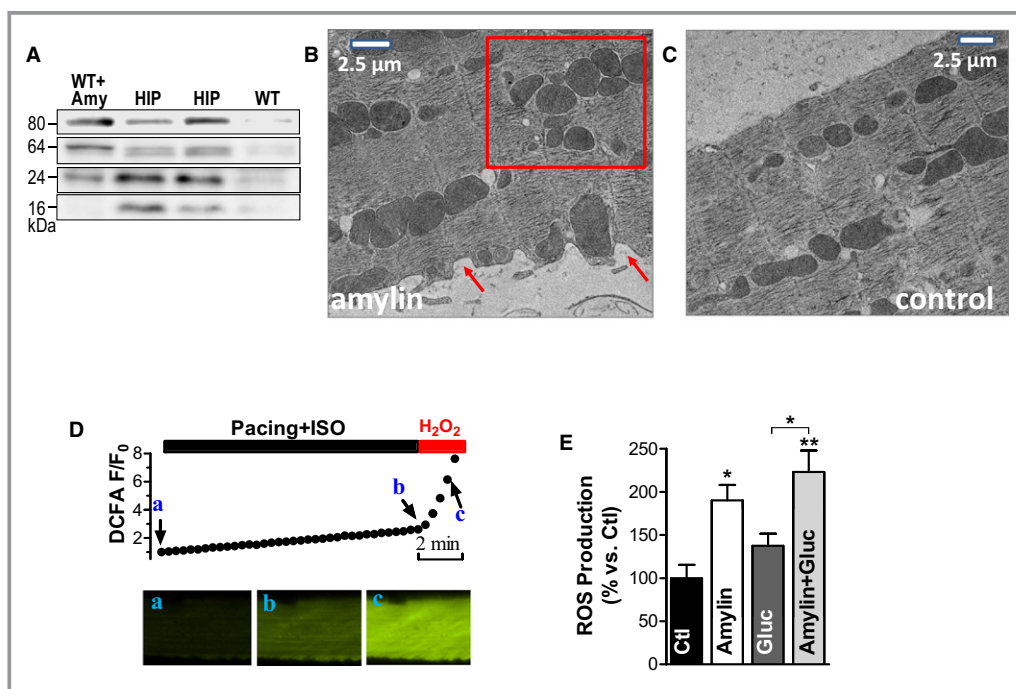 A
WT+
Amy HIP HIP WT
80
64
24
16
kDa
B
2.5 µm
amylin
C
2.5 µm
control
D
Pacing+ISO H₂O₂
DCFA F/F₀
8
6
4
2
a
b
c
2 min
a b c
E
ROS Production
(% vs. Ctl)
250
200
150
100
50
0
*
*
**
Ctl
Amylin
Gluc
Amylin+Gluc